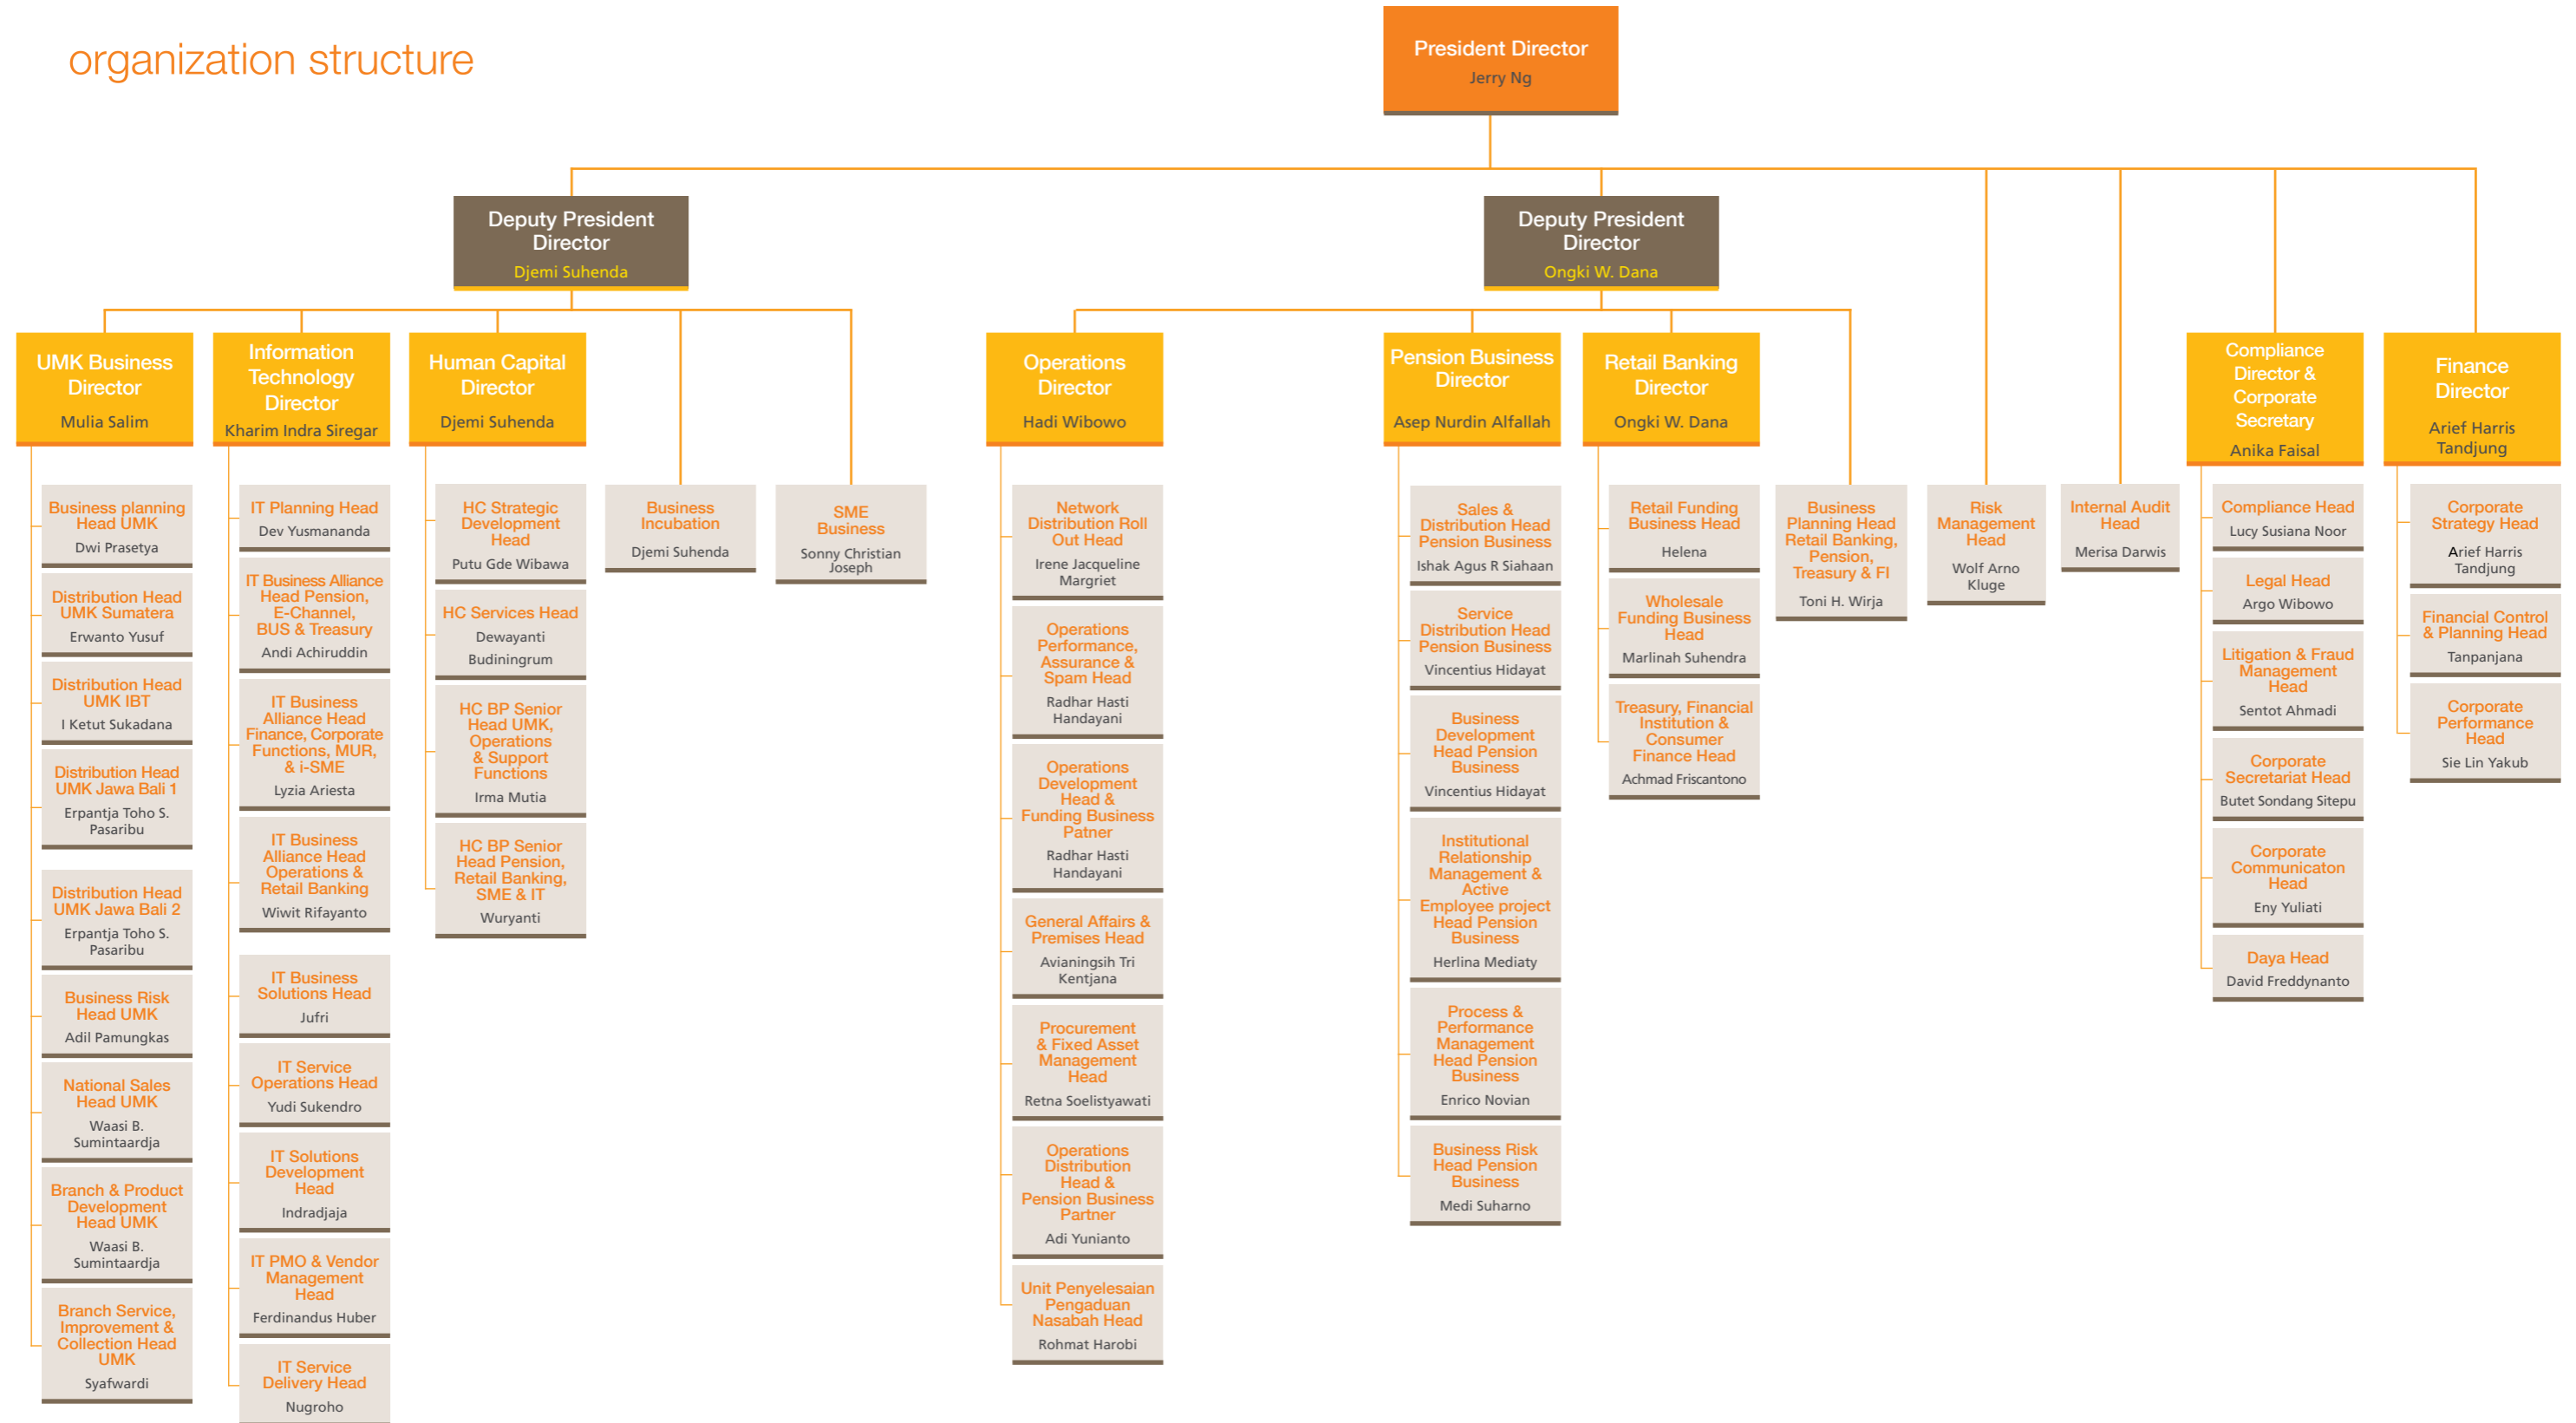 organization structure
President Director
Jerry Ng
Deputy President
Director
Djemi Suhenda
Deputy President
Director
Ongki W. Dana
UMK Business
Director
Mulia Salim
Business planning
Head UMK
Dwi Prasetya
Distribution Head
UMK Sumatera
Erwanto Yusuf
Distribution Head
UMK IBT
I Ketut Sukadana
Distribution Head
UMK Jawa Bali 1
Erpantja Toho S.
Pasaribu
Distribution Head
UMK Jawa Bali 2
Erpantja Toho S.
Pasaribu
Business Risk
Head UMK
Adil Pamungkas
National Sales
Head UMK
Waasi B.
Sumintaardja
Branch & Product
Development
Head UMK
Waasi B.
Sumintaardja
Branch Service,
Improvement &
Collection Head
UMK
Syafwardi
Information
Technology
Director
Kharim Indra Siregar
IT Planning Head
Dev Yusmananda
IT Business Alliance
Head Pension,
E-Channel,
BUS & Treasury
Andi Achiruddin
IT Business
Alliance Head
Finance, Corporate
Functions, MUR,
& i-SME
Lyzia Ariesta
IT Business
Alliance Head
Operations &
Retail Banking
Wiwit Rifayanto
IT Business
Solutions Head
Jufri
IT Service
Operations Head
Yudi Sukendro
IT Solutions
Development
Head
Indradjaja
IT PMO & Vendor
Management
Head
Ferdinandus Huber
IT Service
Delivery Head
Nugroho
Human Capital
Director
Djemi Suhenda
HC Strategic
Development
Head
Putu Gde Wibawa
HC Services Head
Dewayanti
Budiningrum
HC BP Senior
Head UMK,
Operations
& Support
Functions
Irma Mutia
HC BP Senior
Head Pension,
Retail Banking,
SME & IT
Wuryanti
Business
Incubation
Djemi Suhenda
SME
Business
Sonny Christian
Joseph
Operations
Director
Hadi Wibowo
Network
Distribution Roll
Out Head
Irene Jacqueline
Margriet
Operations
Performance,
Assurance &
Spam Head
Radhar Hasti
Handayani
Operations
Development
Head &
Funding Business
Patner
Radhar Hasti
Handayani
General Affairs &
Premises Head
Avianingsih Tri
Kentjana
Procurement
& Fixed Asset
Management
Head
Retna Soelistyawati
Operations
Distribution
Head &
Pension Business
Partner
Adi Yunianto
Unit Penyelesaian
Pengaduan
Nasabah Head
Rohmat Harobi
Pension Business
Director
Asep Nurdin Alfallah
Sales &
Distribution Head
Pension Business
Ishak Agus R Siahaan
Service
Distribution Head
Pension Business
Vincentius Hidayat
Business
Development
Head Pension
Business
Vincentius Hidayat
Institutional
Relationship
Management &
Active
Employee project
Head Pension
Business
Herlina Mediaty
Process &
Performance
Management
Head Pension
Business
Enrico Novian
Business Risk
Head Pension
Business
Medi Suharno
Retail Banking
Director
Ongki W. Dana
Retail Funding
Business Head
Helena
Wholesale
Funding Business
Head
Marlinah Suhendra
Treasury, Financial
Institution &
Consumer
Finance Head
Achmad Friscantono
Business
Planning Head
Retail Banking,
Pension,
Treasury & FI
Toni H. Wirja
Risk
Management
Head
Wolf Arno
Kluge
Internal Audit
Head
Merisa Darwis
Compliance
Director &
Corporate
Secretary
Anika Faisal
Compliance Head
Lucy Susiana Noor
Legal Head
Argo Wibowo
Litigation & Fraud
Management
Head
Sentot Ahmadi
Corporate
Secretariat Head
Butet Sondang Sitepu
Corporate
Communicaton
Head
Eny Yuliati
Daya Head
David Freddynanto
Finance
Director
Arief Harris
Tandjung
Corporate
Strategy Head
Arief Harris
Tandjung
Financial Control
& Planning Head
Tanpanjana
Corporate
Performance
Head
Sie Lin Yakub